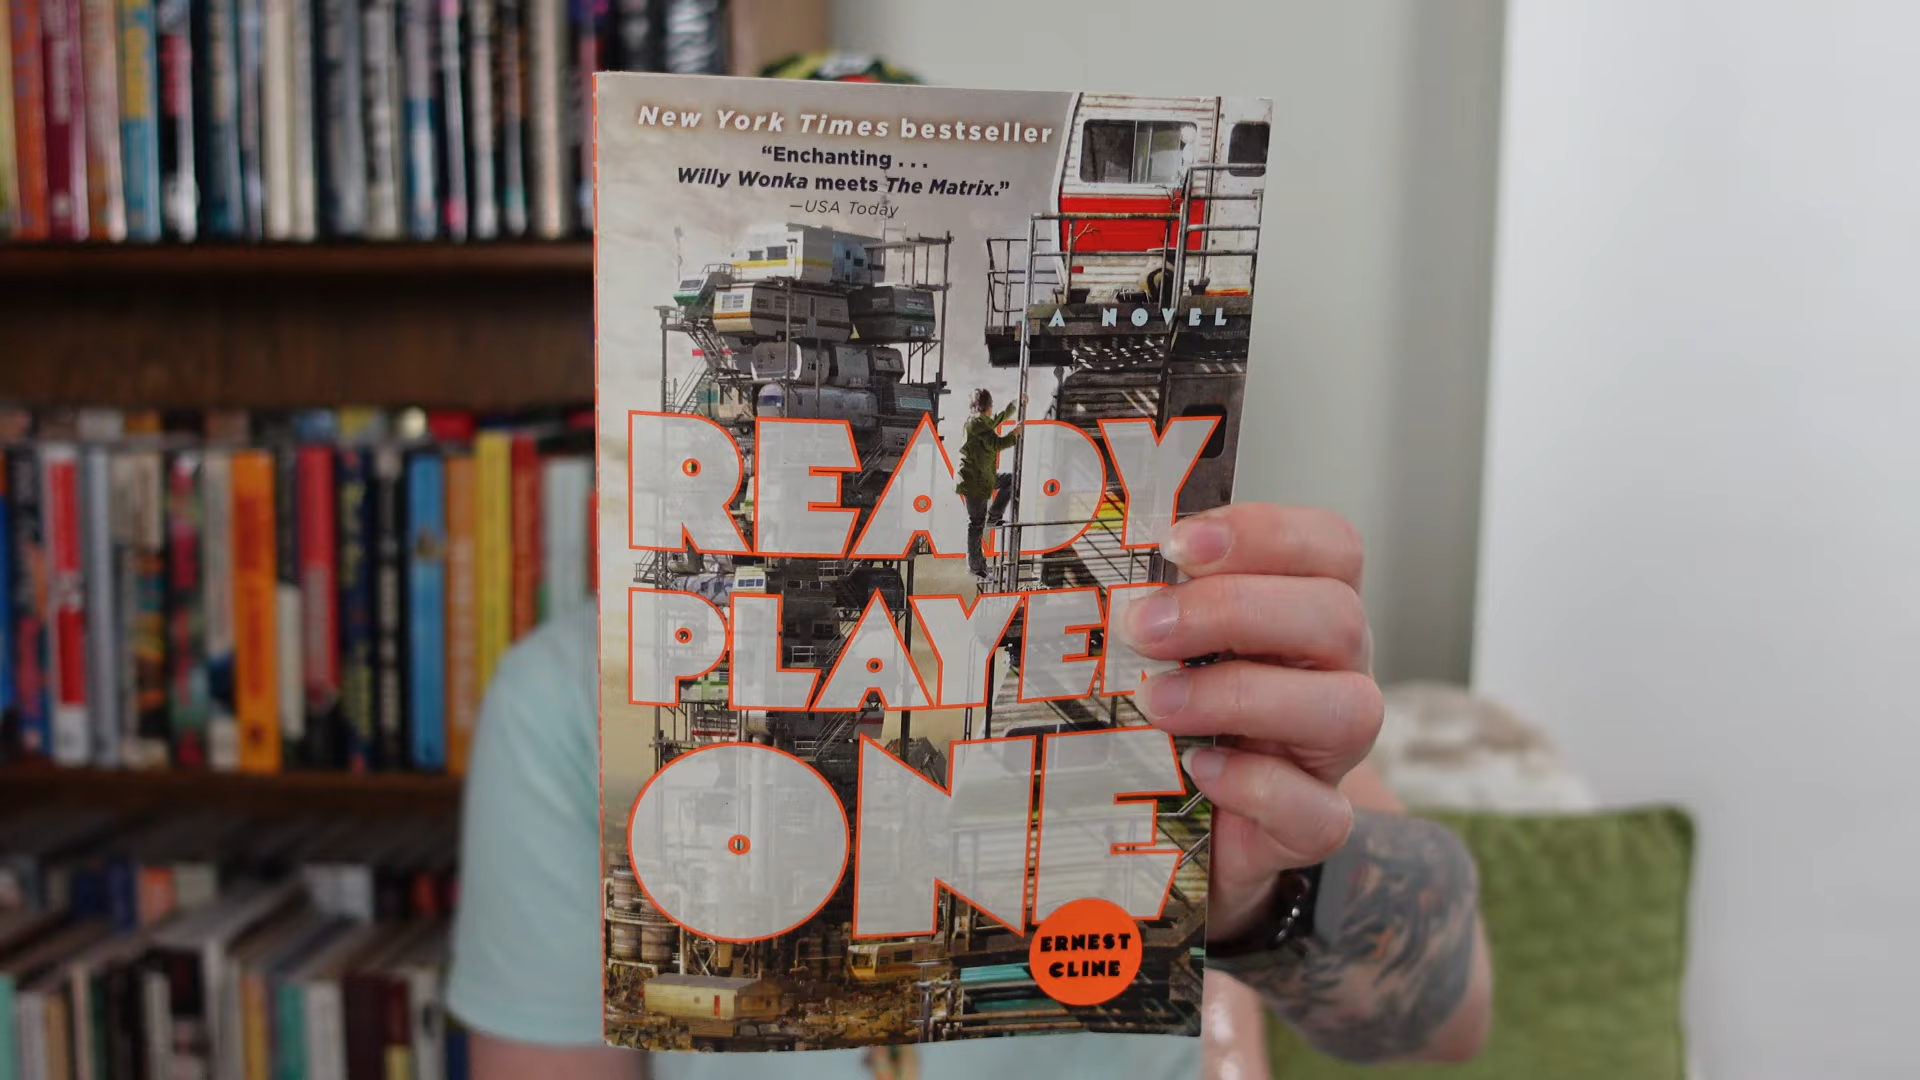 New York Times bestseller
“Enchanting . . .
Willy Wonka meets The Matrix.”
—USA Today
A NOVEL
READY
PLAYER
ONE
ERNEST
CLINE